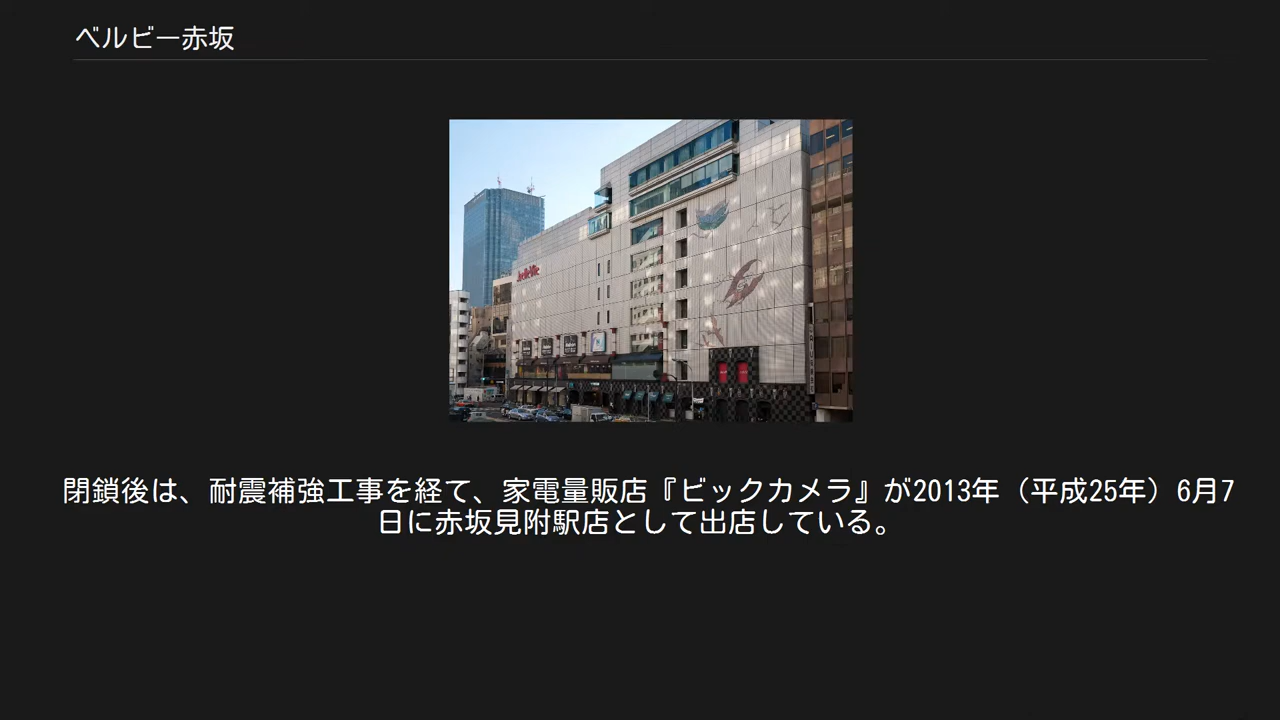 ベルビー赤坂
閉鎖後は、耐震補強工事を経て、家電量販店『ビックカメラ』が2013年（平成25年）6月7
日に赤坂見附駅店として出店している。